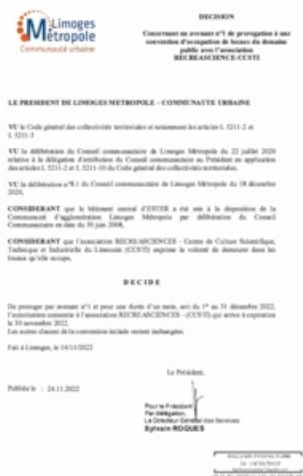 Limoges
Métropole
Communauté urbaine
DECISION
Concernant un avenant n°1 de prorogation à une
convention d'occupation de locaux du domaine
public avec l'association
RECREASCIENCE-CCSTI
LE PRESIDENT DE LIMOGES METROPOLE – COMMUNAUTE URBAINE
VU le Code général des collectivités territoriales et notamment les articles L 5211-2 et
L 5211-3
VU la délibération du Conseil communautaire de Limoges Métropole du 22 juillet 2020
relative à la délégation d'attribution du Conseil communautaire au Président en application
des articles L 5211-2 et L 5211-10 du Code général des collectivités territoriales,
VU la délibération n°8.1 du Conseil communautaire de Limoges Métropole du 18 décembre
2020,
CONSIDERANT que le bâtiment central d'ESTER a été mis à la disposition de la
Communauté d'agglomération Limoges Métropole par délibération du Conseil
Communautaire en date du 30 juin 2008,
CONSIDERANT que l'association RECREASCIENCES – Centre de Culture Scientifique,
Technique et Industrielle du Limousin (CCSTI) exprime la volonté de demeurer dans les
locaux qu'elle occupe,
DECIDE
De proroger par avenant n°1 et pour une durée d'un mois, soit du 1er au 31 décembre 2022,
l'autorisation consentie à l'association RECREASCIENCES – (CCSTI) qui arrive à expiration
le 30 novembre 2022.
Les autres clauses de la convention initiale restent inchangées.
Fait à Limoges, le 14/11/2022
Le Président,
Publiée le : 24.11.2022
Pour le Président
Par délégation,
Le Directeur Général des Services
Sylvain ROQUES